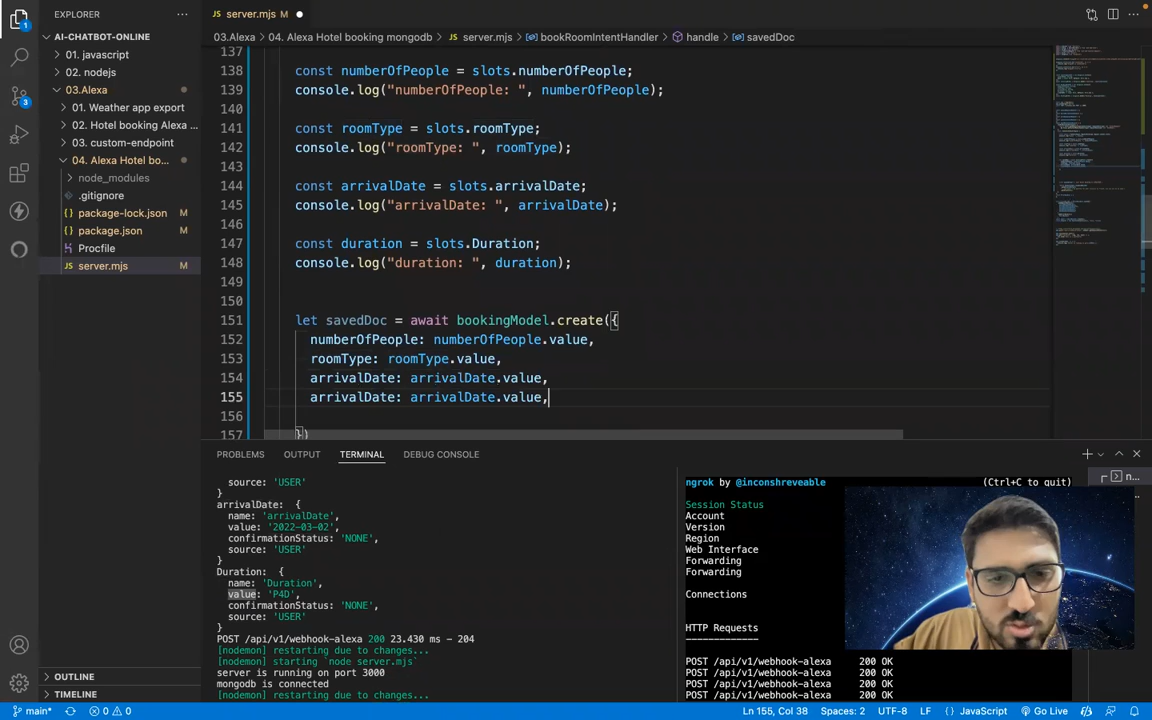 EXPLORER
···
AI-CHATBOT-ONLINE
01. javascript
02. nodejs
03.Alexa
01. Weather app export
02. Hotel booking Alexa ...
03. custom-endpoint
04. Alexa Hotel bo...
node_modules
.gitignore
package-lock.json M
package.json M
Procfile
server.mjs M
OUTLINE
TIMELINE
1
3
server.mjs M
03.Alexa > 04. Alexa Hotel booking mongodb > server.mjs > bookRoomIntentHandler > handle > savedDoc
137
138 const numberOfPeople = slots.numberOfPeople;
139 console.log("numberOfPeople: ", numberOfPeople);
140
141 const roomType = slots.roomType;
142 console.log("roomType: ", roomType);
143
144 const arrivalDate = slots.arrivalDate;
145 console.log("arrivalDate: ", arrivalDate);
146
147 const duration = slots.Duration;
148 console.log("duration: ", duration);
149
150
151 let savedDoc = await bookingModel.create({
152 numberOfPeople: numberOfPeople.value,
153 roomType: roomType.value,
154 arrivalDate: arrivalDate.value,
155 arrivalDate: arrivalDate.value,
156
157 })
PROBLEMS OUTPUT TERMINAL DEBUG CONSOLE
source: 'USER'
}
arrivalDate: {
name: 'arrivalDate',
value: '2022-03-02',
confirmationStatus: 'NONE',
source: 'USER'
}
Duration: {
name: 'Duration',
value: 'P4D',
confirmationStatus: 'NONE',
source: 'USER'
}
POST /api/v1/webhook-alexa 200 23.430 ms - 204
[nodemon] restarting due to changes...
[nodemon] starting `node server.mjs`
server is running on port 3000
mongodb is connected
[nodemon] restarting due to changes...
ngrok by @inconshreveable (Ctrl+C to quit)
Session Status
Account
Version
Region
Web Interface
Forwarding
Forwarding
Connections
HTTP Requests
-------------
POST /api/v1/webhook-alexa 200 OK
POST /api/v1/webhook-alexa 200 OK
POST /api/v1/webhook-alexa 200 OK
POST /api/v1/webhook-alexa 200 OK
n...
main* 0 0 Ln 155, Col 38 Spaces: 2 UTF-8 LF {} JavaScript Go Live